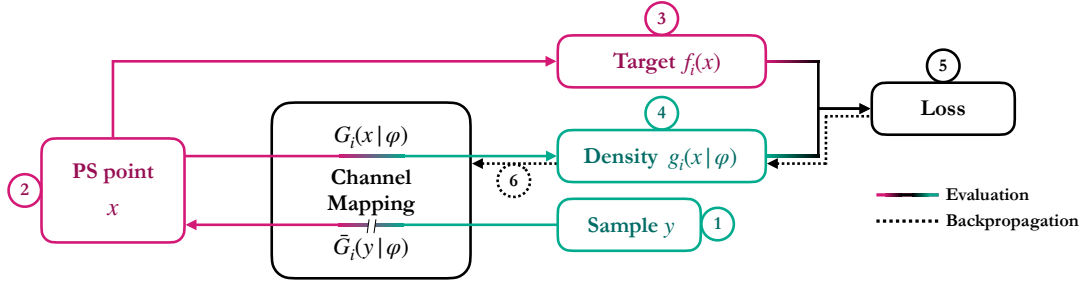 3
Target f_i(x)
5
Loss
4
G_i(x|φ)
Density g_i(x|φ)
PS point
x
2
6
Channel
Mapping
Evaluation
Backpropagation
Sample y
1
Ḡ_i(y|φ)